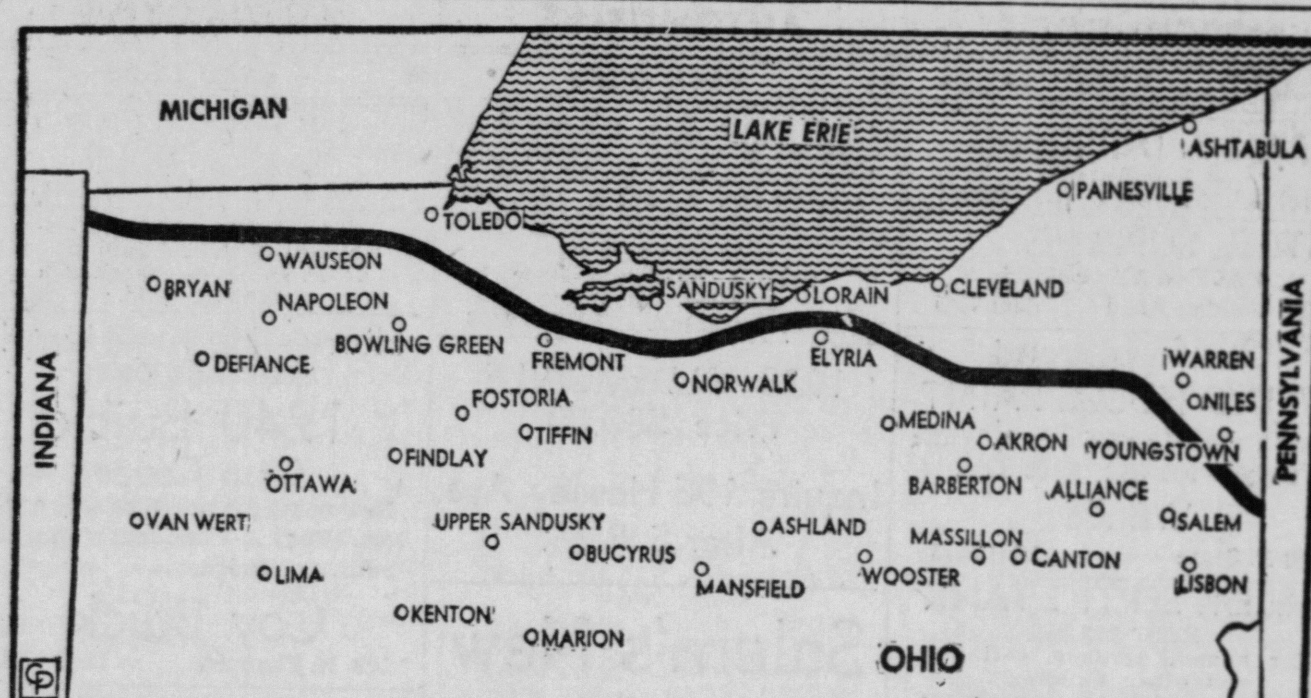 MICHIGAN
LAKE ERIE
ASHTABULA
PAINESVILLE
TOLEDO
WAUSEON
BRYAN
NAPOLEON
SANDUSKY
LORAIN
CLEVELAND
BOWLING GREEN
FREMONT
ELYRIA
WARREN
DEFIANCE
NORWALK
NILES
INDIANA
PENNSYLVANIA
FOSTORIA
TIFFIN
MEDINA
AKRON
YOUNGSTOWN
FINDLAY
OTTAWA
BARBERTON
ALLIANCE
VAN WERT
UPPER SANDUSKY
ASHLAND
MASSILLON
SALEM
BUCYRUS
CANTON
LIMA
MANSFIELD
WOOSTER
LISBON
KENTON
MARION
OHIO